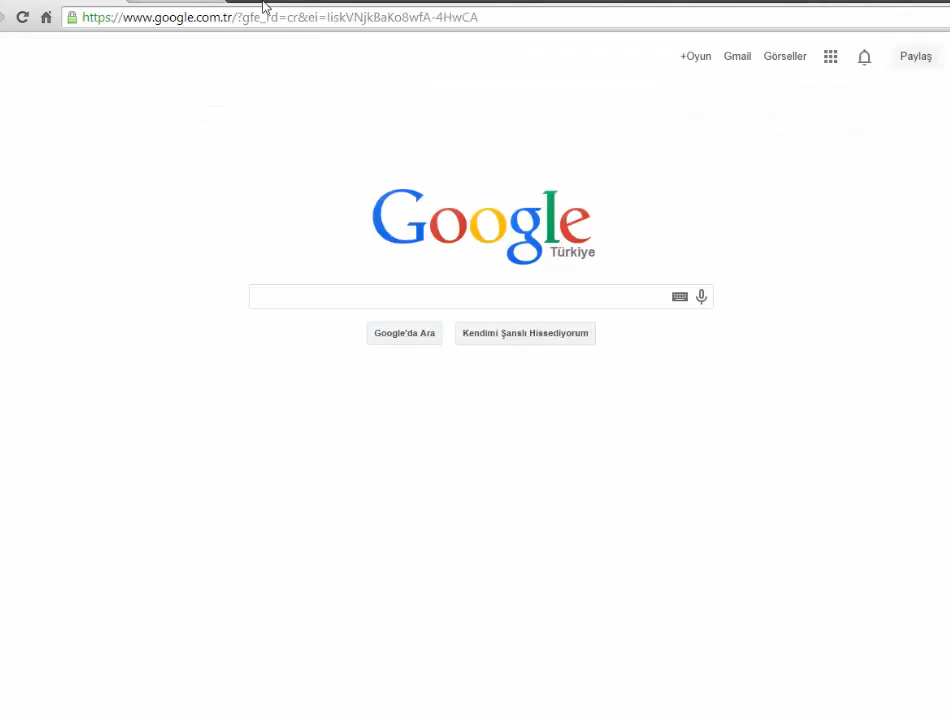 https://www.google.com.tr/?gfe_rd=cr&ei=IiskVNjkBaKo8wfA-4HwCA
+Oyun Gmail Görseller Paylaş
Google
Türkiye
Google'da Ara Kendimi Şanslı Hissediyorum